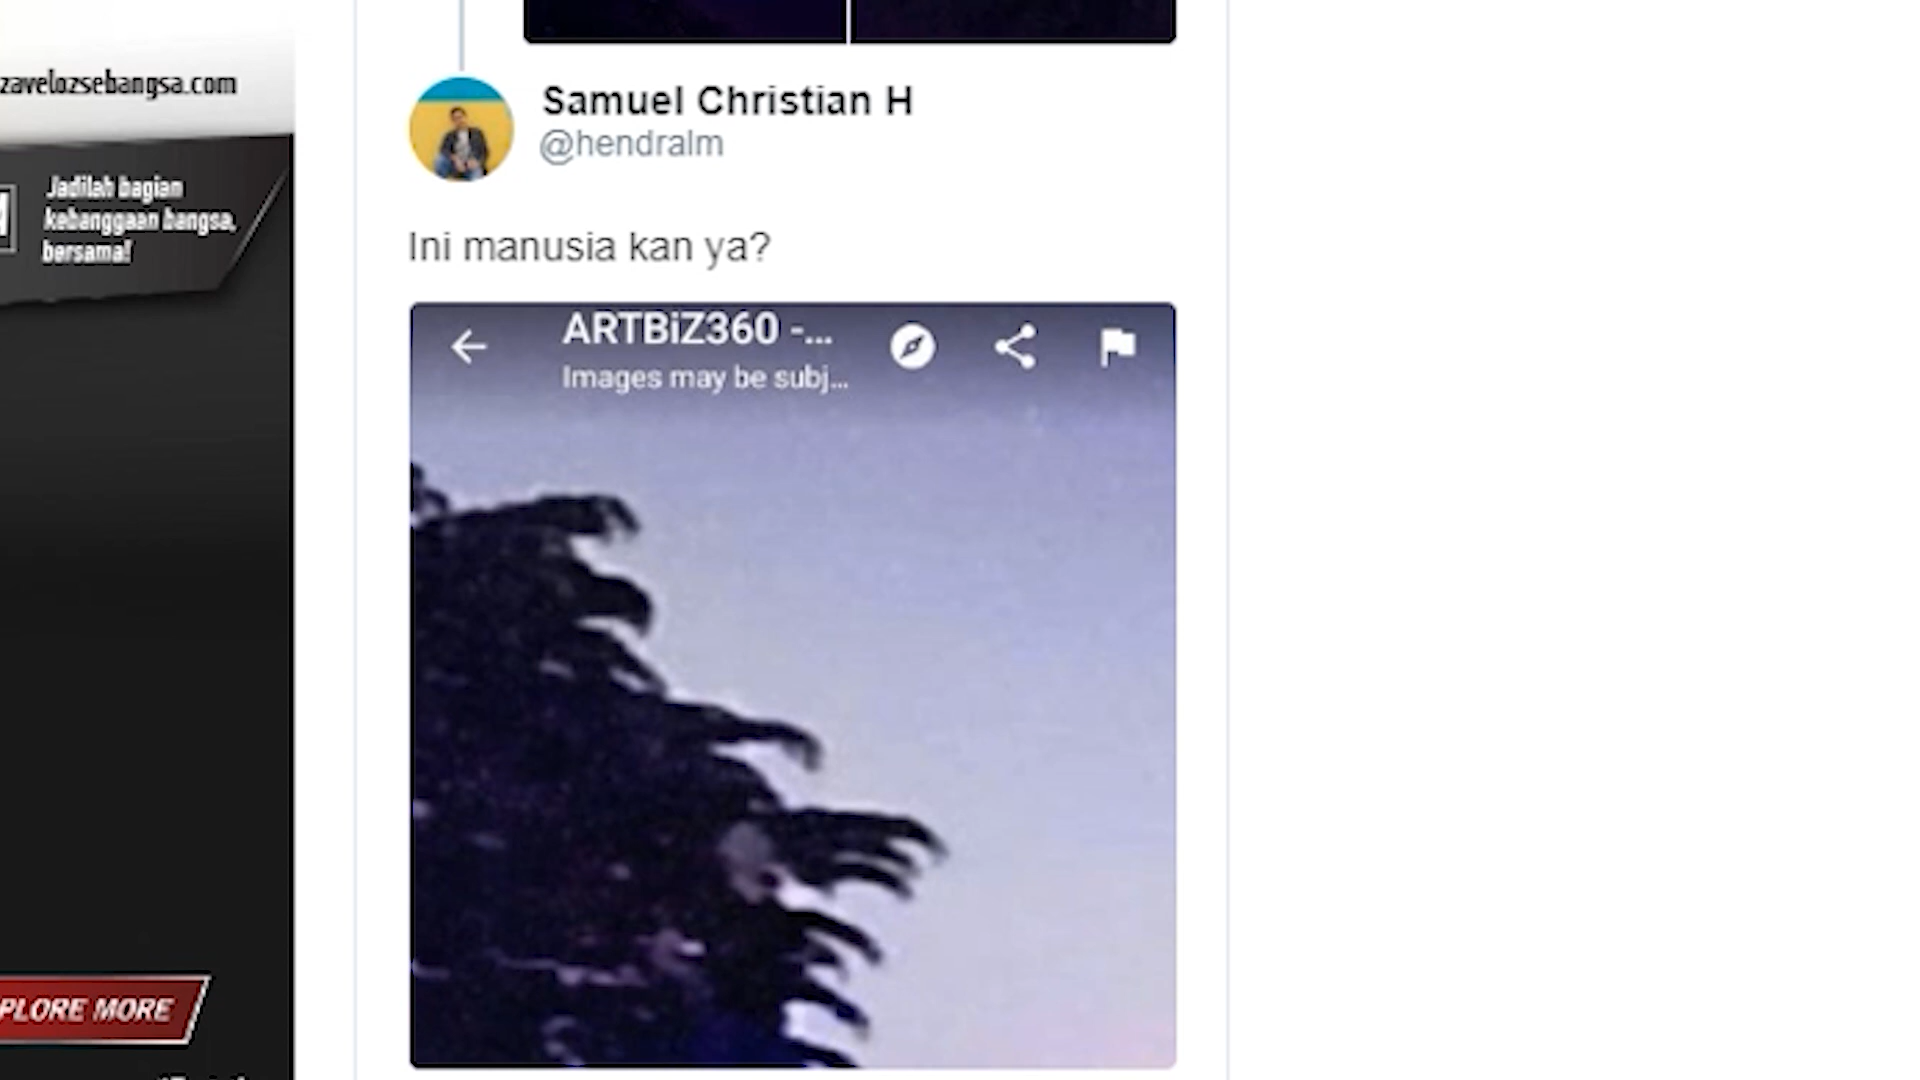 zavelozsebangsa.com
Jadilah bagian
kebanggaan bangsa,
bersama!
PLORE MORE
Samuel Christian H
@hendralm
Ini manusia kan ya?
ARTBiZ360 -...
Images may be subj...